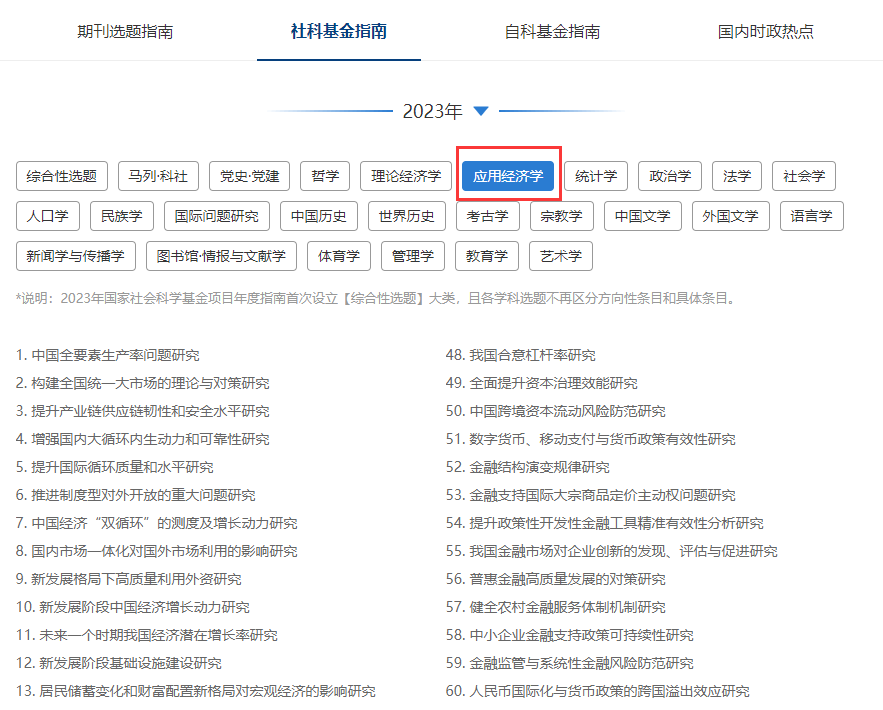 期刊选题指南 社科基金指南 自科基金指南 国内时政热点
2023年
综合性选题 马列·科社 党史·党建 哲学 理论经济学 应用经济学 统计学 政治学 法学 社会学
人口学 民族学 国际问题研究 中国历史 世界历史 考古学 宗教学 中国文学 外国文学 语言学
新闻学与传播学 图书馆·情报与文献学 体育学 管理学 教育学 艺术学
*说明：2023年国家社会科学基金项目年度指南首次设立【综合性选题】大类，且各学科选题不再区分方向性条目和具体条目。
1. 中国全要素生产率问题研究
2. 构建全国统一大市场的理论与对策研究
3. 提升产业链供应链韧性和安全水平研究
4. 增强国内大循环内生动力和可靠性研究
5. 提升国际循环质量和水平研究
6. 推进制度型对外开放的重大问题研究
7. 中国经济“双循环”的测度及增长动力研究
8. 国内市场一体化对国外市场利用的影响研究
9. 新发展格局下高质量利用外资研究
10. 新发展阶段中国经济增长动力研究
11. 未来一个时期我国经济潜在增长率研究
12. 新发展阶段基础设施建设研究
13. 居民储蓄变化和财富配置新格局对宏观经济的影响研究
48. 我国合意杠杆率研究
49. 全面提升资本治理效能研究
50. 中国跨境资本流动风险防范研究
51. 数字货币、移动支付与货币政策有效性研究
52. 金融结构演变规律研究
53. 金融支持国际大宗商品定价主动权问题研究
54. 提升政策性开发性金融工具精准有效性分析研究
55. 我国金融市场对企业创新的发现、评估与促进研究
56. 普惠金融高质量发展的对策研究
57. 健全农村金融服务体制机制研究
58. 中小企业金融支持政策可持续性研究
59. 金融监管与系统性金融风险防范研究
60. 人民币国际化与货币政策的跨国溢出效应研究